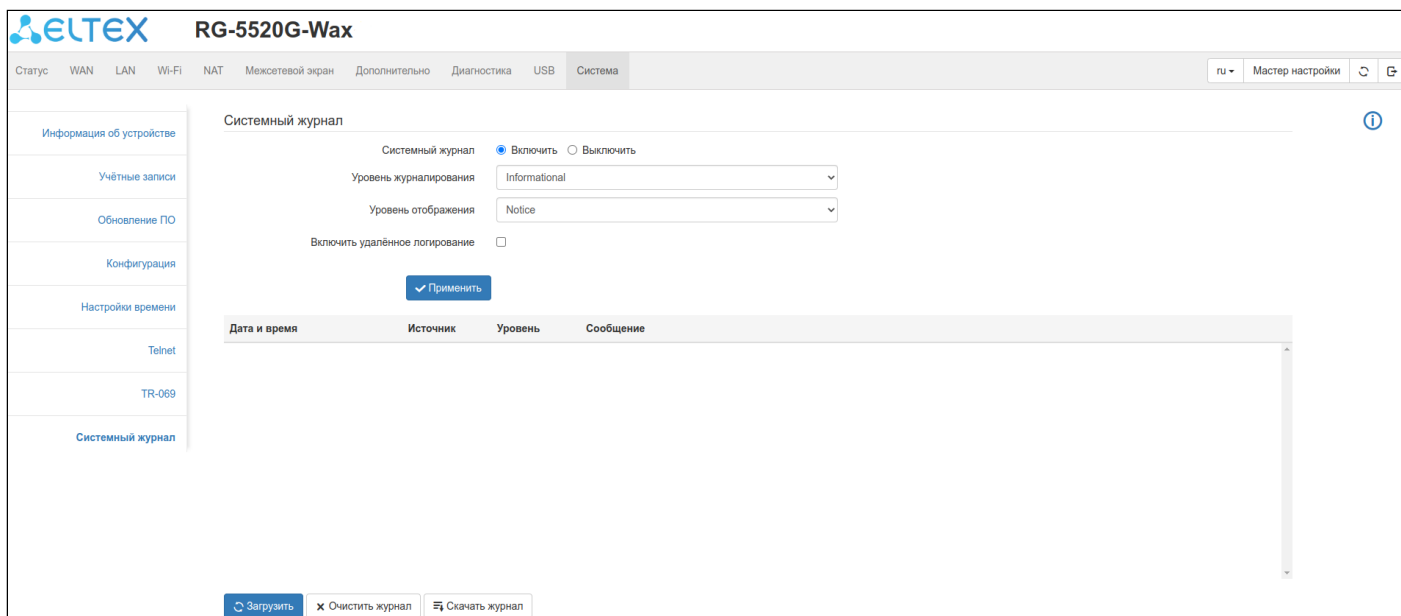 ELTEX RG-5520G-Wax
Статус WAN LAN Wi-Fi NAT Межсетевой экран Дополнительно Диагностика USB Система ru Мастер настройки
Информация об устройстве
Учётные записи
Обновление ПО
Конфигурация
Настройки времени
Telnet
TR-069
Системный журнал
Системный журнал
Системный журнал Включить Выключить
Уровень журналирования Informational
Уровень отображения Notice
Включить удалённое логирование
Применить
Дата и время Источник Уровень Сообщение
Загрузить Очистить журнал Скачать журнал